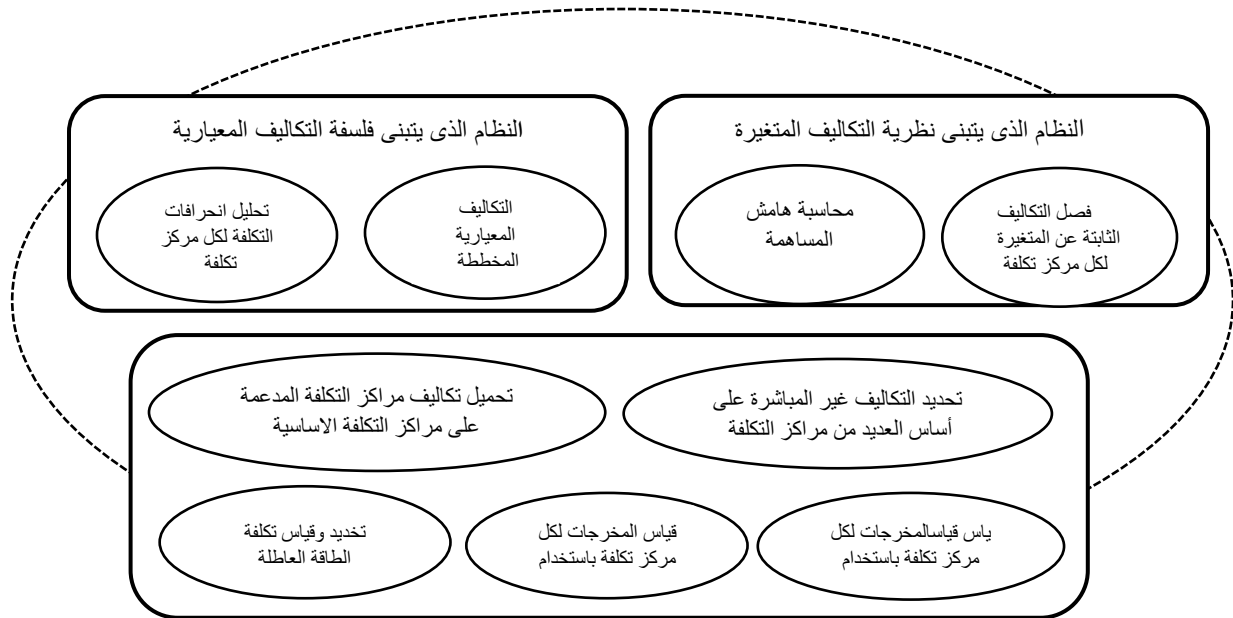 النظام الذى يتبنى نظرية التكاليف المتغيرة
فصل التكاليف
الثابتة عن المتغيرة
لكل مركز تكلفة
محاسبة هامش
المساهمة
النظام الذى يتبنى فلسفة التكاليف المعيارية
التكاليف
المعيارية
المخططة
تحليل انحرافات
التكلفة لكل مركز
تكلفة
تحديد التكاليف غير المباشرة على
أساس العديد من مراكز التكلفة
تحميل تكاليف مراكز التكلفة المدعمة
على مراكز التكلفة الاساسية
ياس قياسالمخرجات لكل
مركز تكلفة باستخدام
قياس المخرجات لكل
مركز تكلفة باستخدام
تخديد وقياس تكلفة
الطاقة العاطلة